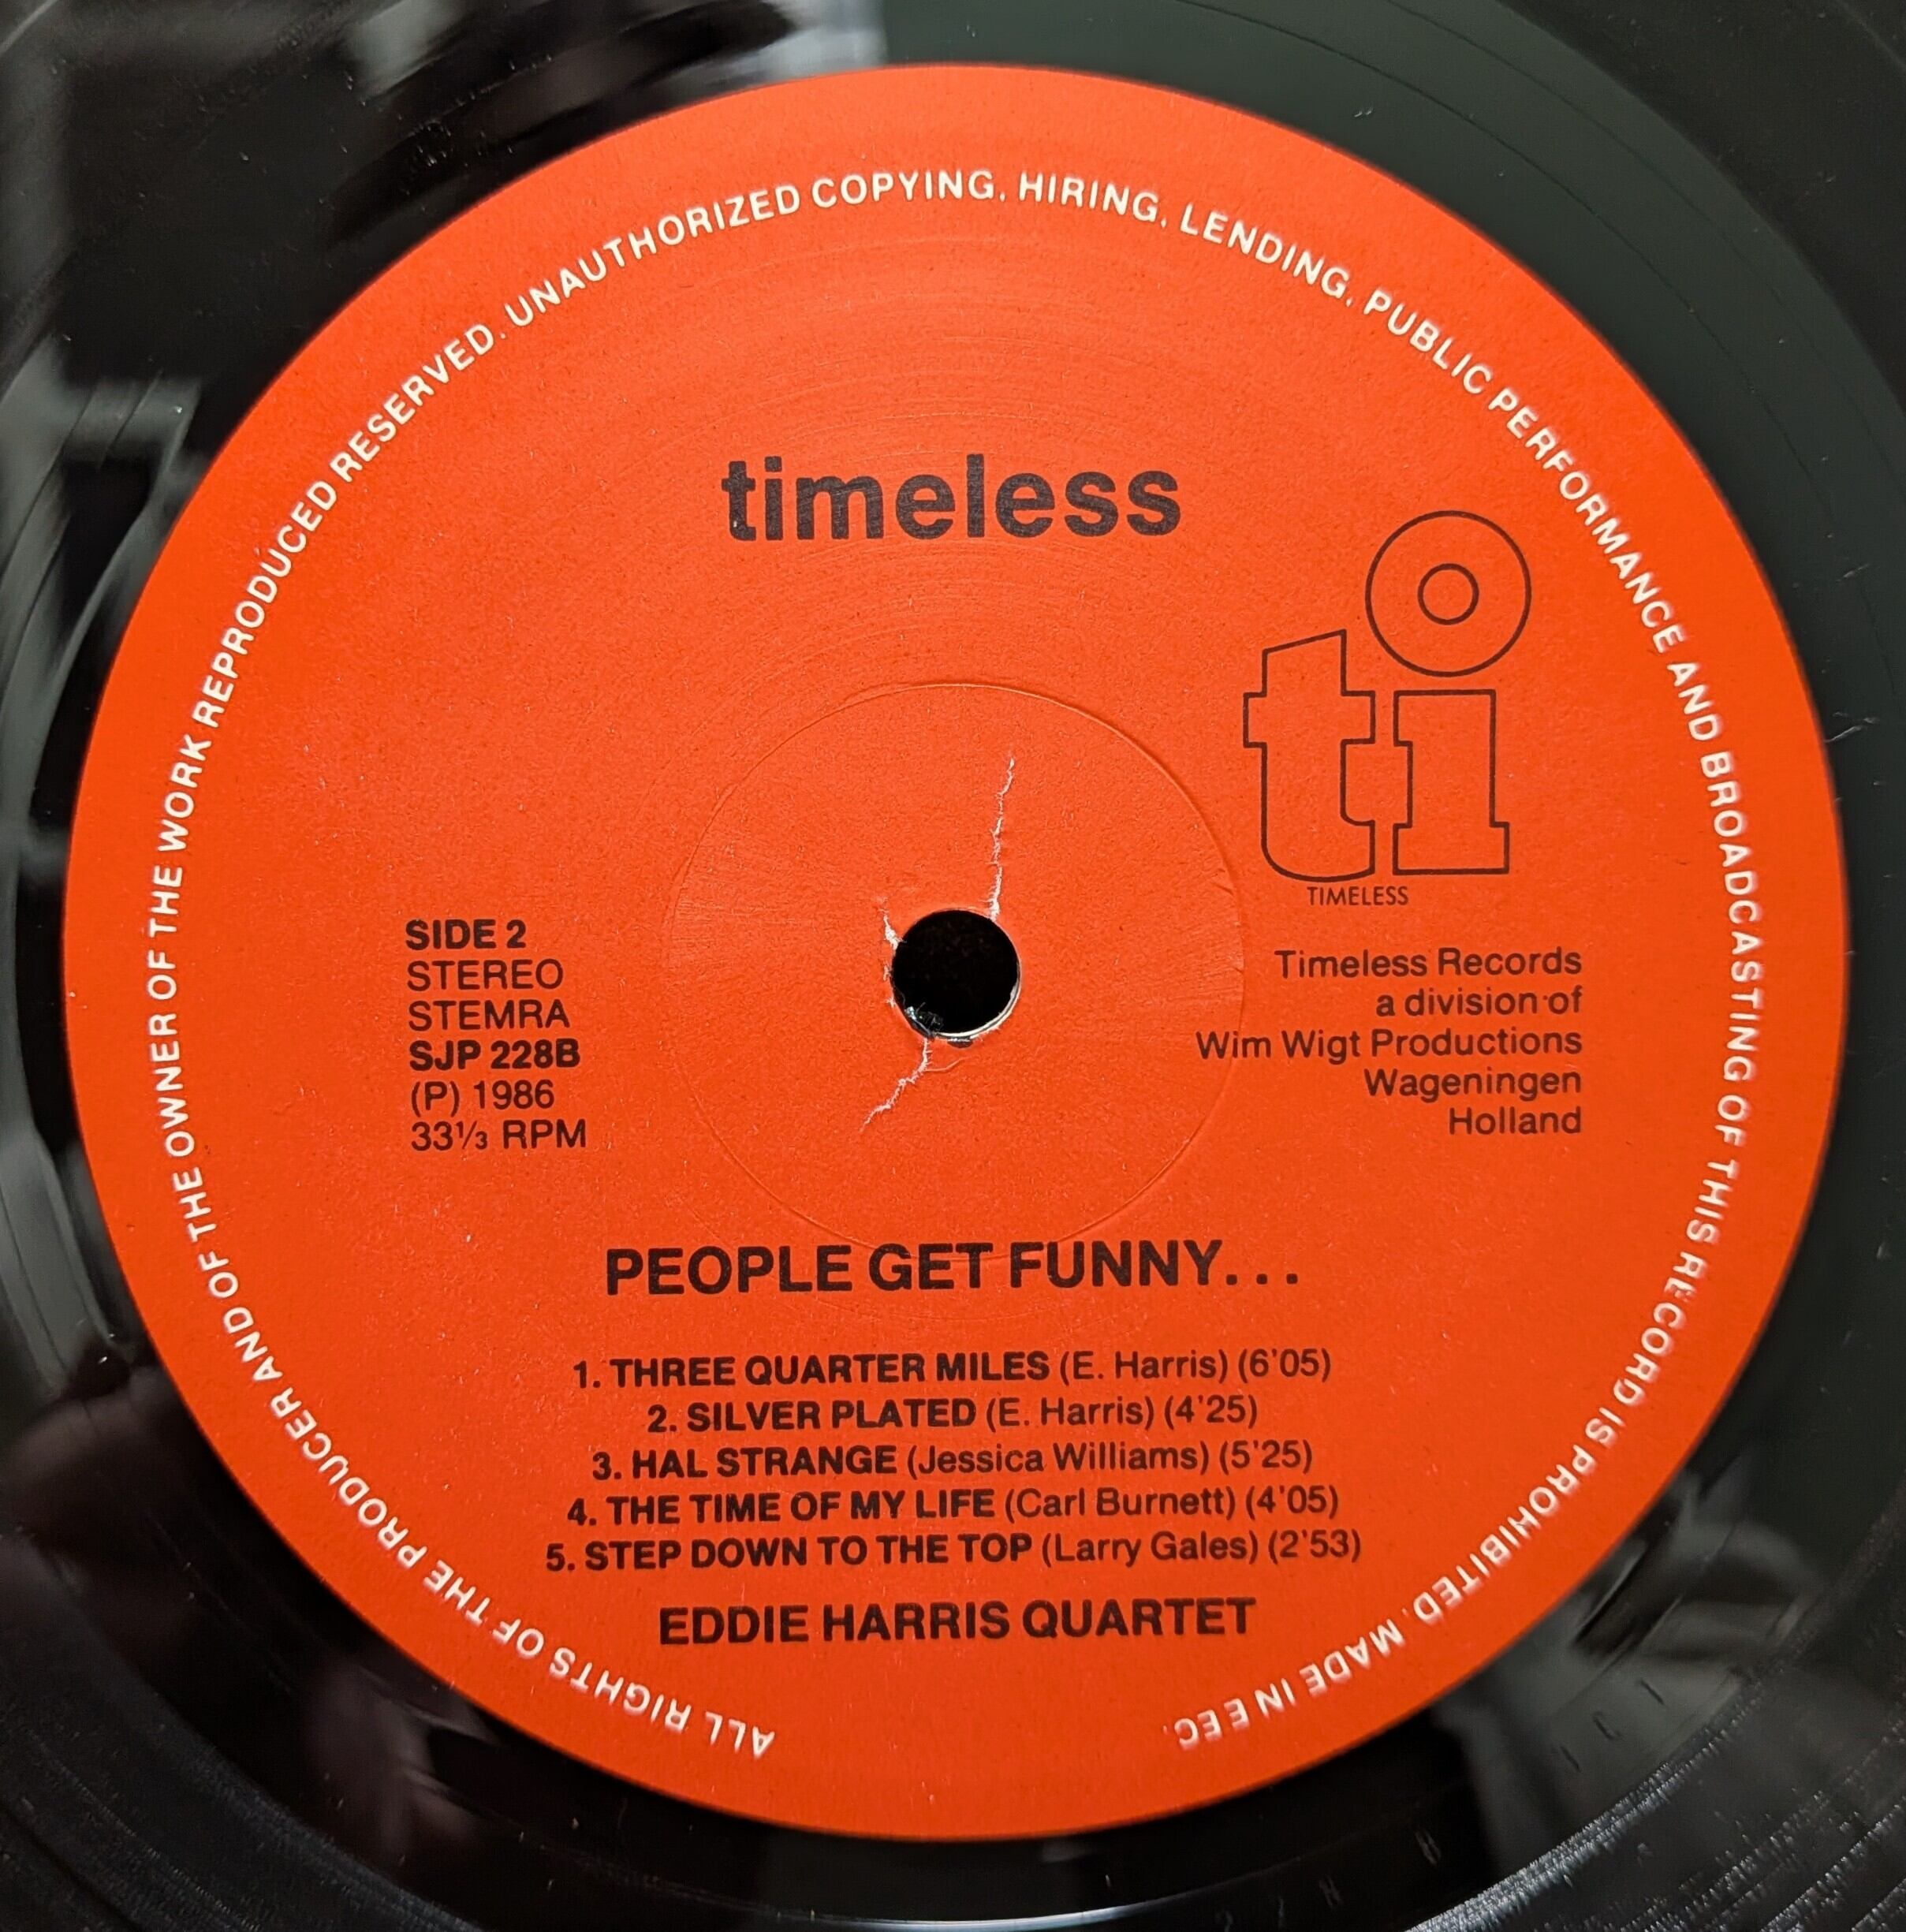 ALL RIGHTS OF THE PRODUCER AND OF THE OWNER OF THE WORK REPRODUCED RESERVED. UNAUTHORIZED COPYING, HIRING, LENDING, PUBLIC PERFORMANCE AND BROADCASTING OF THIS RECORD IS PROHIBITED. MADE IN EEC.
timeless
ti
TIMELESS
SIDE 2
STEREO
STEMRA
SJP 228B
(P) 1986
33⅓ RPM
Timeless Records
a division of
Wim Wigt Productions
Wageningen
Holland
PEOPLE GET FUNNY...
1. THREE QUARTER MILES (E. Harris) (6'05)
2. SILVER PLATED (E. Harris) (4'25)
3. HAL STRANGE (Jessica Williams) (5'25)
4. THE TIME OF MY LIFE (Carl Burnett) (4'05)
5. STEP DOWN TO THE TOP (Larry Gales) (2'53)
EDDIE HARRIS QUARTET